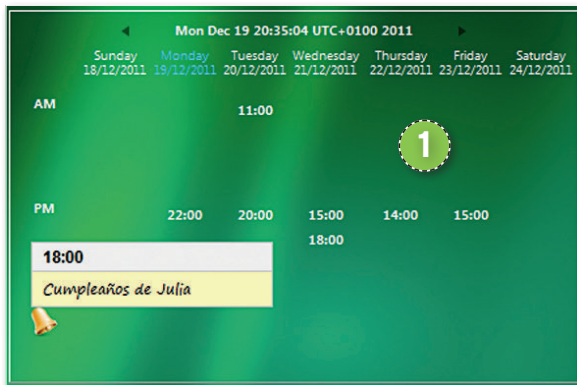 Mon Dec 19 20:35:04 UTC+0100 2011
Sunday Monday Tuesday Wednesday Thursday Friday Saturday
18/12/2011 19/12/2011 20/12/2011 21/12/2011 22/12/2011 23/12/2011 24/12/2011
AM 11:00
1
PM 22:00 20:00 15:00 14:00 15:00
18:00
18:00
Cumpleaños de Julia